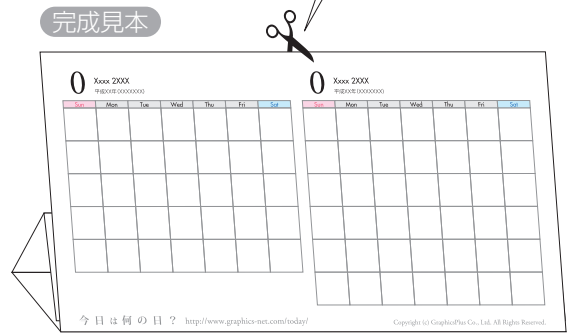 完成見本
0 Xxxx 2XXX
平成XX年(XXXXXXX)
Sun Mon Tue Wed Thu Fri Sat
0 Xxxx 2XXX
平成XX年(XXXXXXX)
Sun Mon Tue Wed Thu Fri Sat
今日は何の日? http://www.graphics-net.com/today/
Copyright (c) GraphicsPlus Co., Ltd. All Rights Reserved.